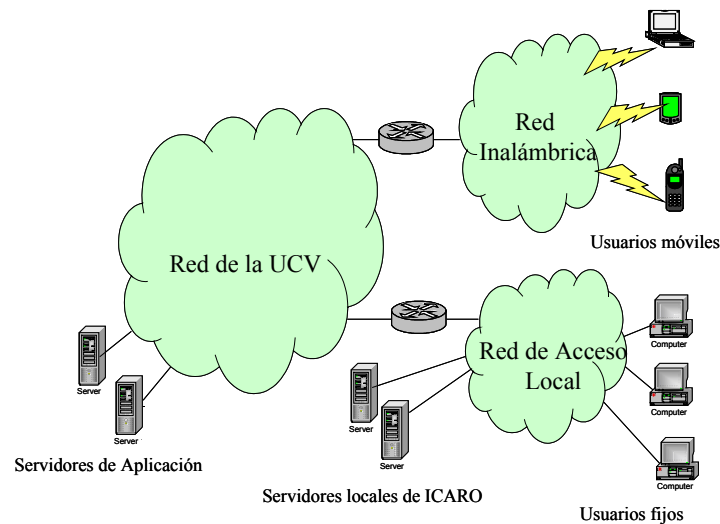 Red
Inalámbrica
Usuarios móviles
Red de la UCV
Red de Acceso
Local
Computer
Computer
Computer
Server
Server
Server
Server
Servidores de Aplicación
Servidores locales de ICARO
Usuarios fijos